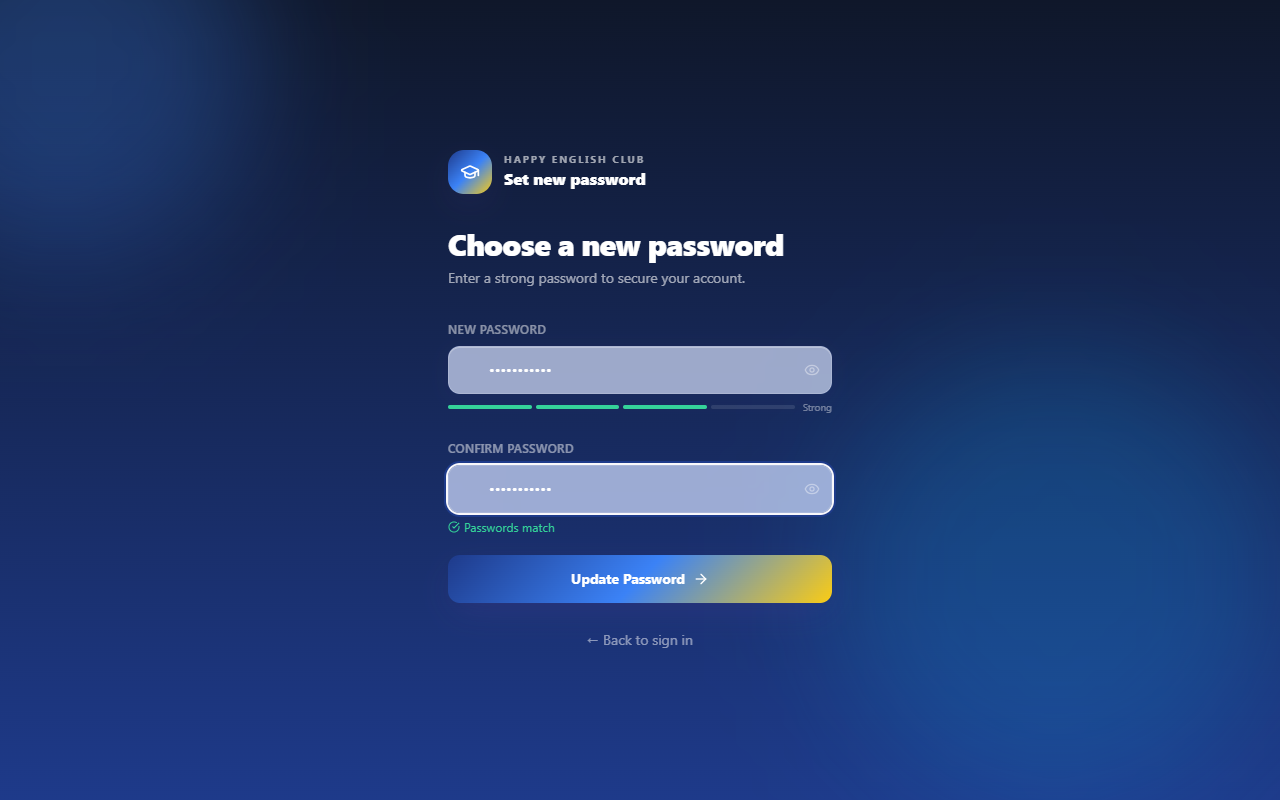 HAPPY ENGLISH CLUB
Set new password
Choose a new password
Enter a strong password to secure your account.
NEW PASSWORD
•••••••••••
Strong
CONFIRM PASSWORD
•••••••••••
Passwords match
Update Password →
← Back to sign in